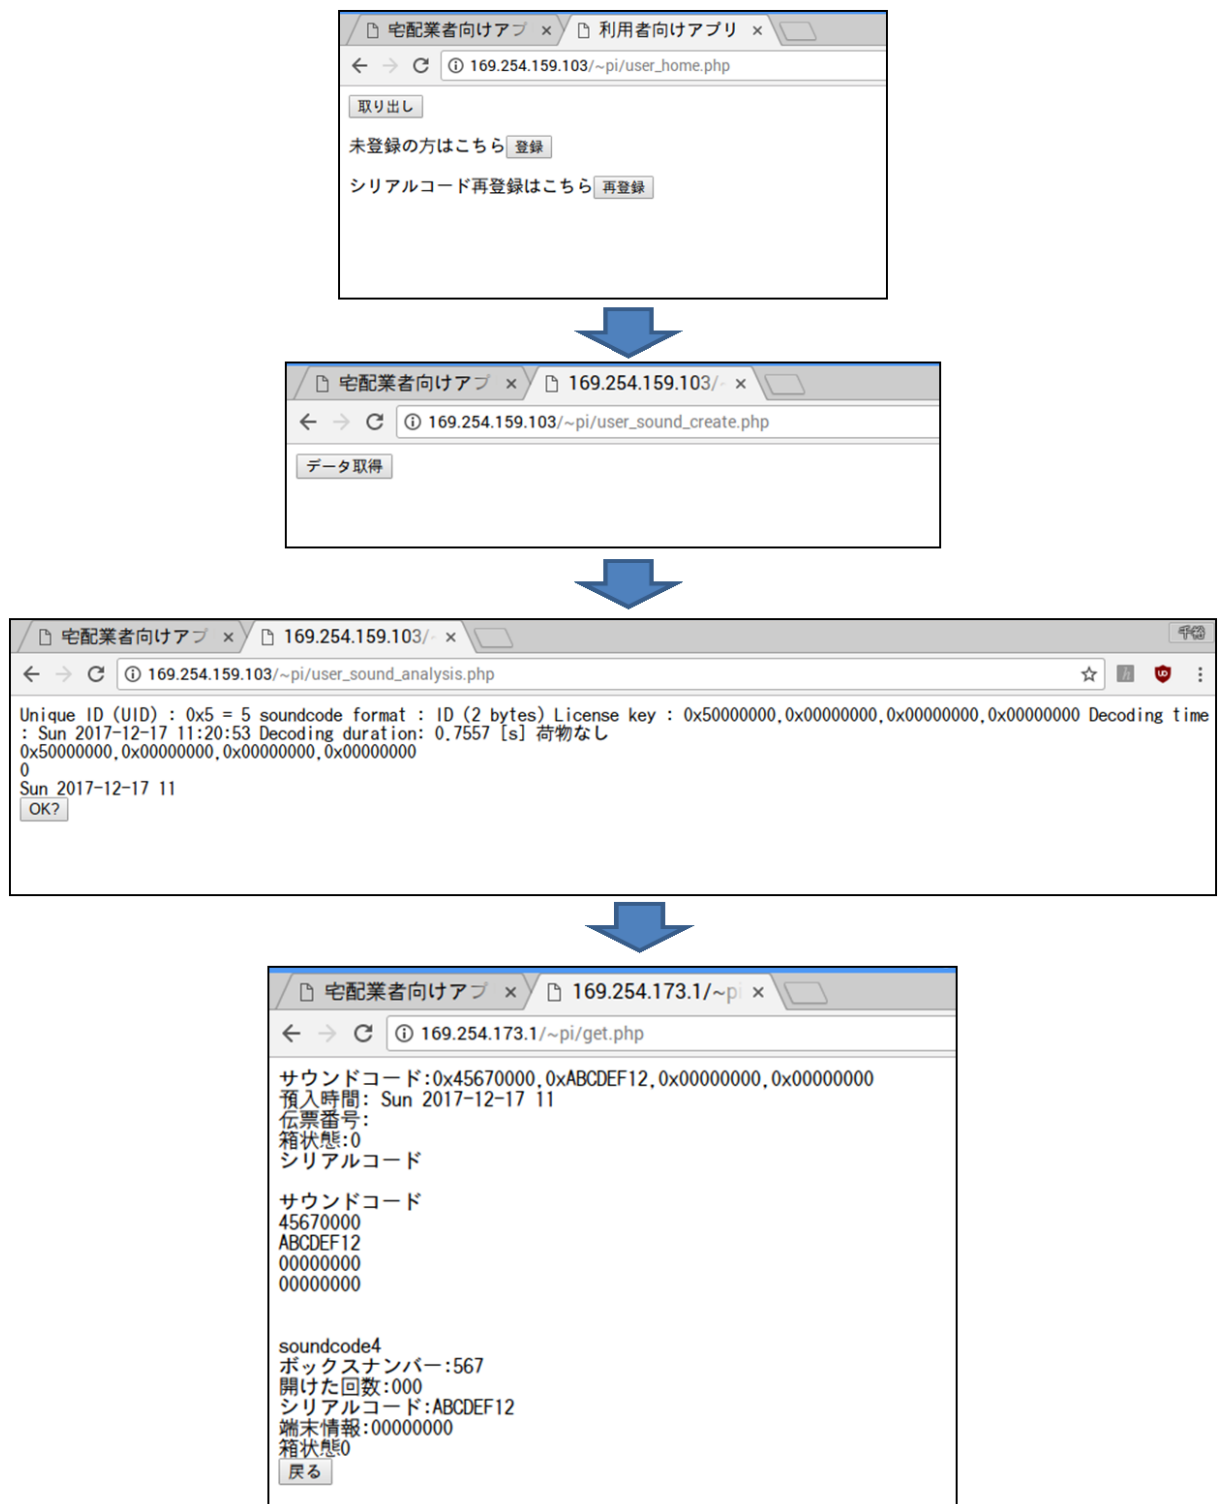 宅配業者向けアプ × 利用者向けアプリ ×
169.254.159.103/~pi/user_home.php
取り出し
未登録の方はこちら 登録
シリアルコード再登録はこちら 再登録
宅配業者向けアプ × 169.254.159.103/~ ×
169.254.159.103/~pi/user_sound_create.php
データ取得
宅配業者向けアプ × 169.254.159.103/~ ×
169.254.159.103/~pi/user_sound_analysis.php
Unique ID (UID) : 0x5 = 5 soundcode format : ID (2 bytes) License key : 0x50000000,0x00000000,0x00000000,0x00000000 Decoding time
: Sun 2017-12-17 11:20:53 Decoding duration: 0.7557 [s] 荷物なし
0x50000000,0x00000000,0x00000000,0x00000000
0
Sun 2017-12-17 11
OK?
宅配業者向けアプ × 169.254.173.1/~pi ×
169.254.173.1/~pi/get.php
サウンドコード:0x45670000,0xABCDEF12,0x00000000,0x00000000
預入時間: Sun 2017-12-17 11
伝票番号:
箱状態:0
シリアルコード
サウンドコード
45670000
ABCDEF12
00000000
00000000
soundcode4
ボックスナンバー:567
開けた回数:000
シリアルコード:ABCDEF12
端末情報:00000000
箱状態0
戻る